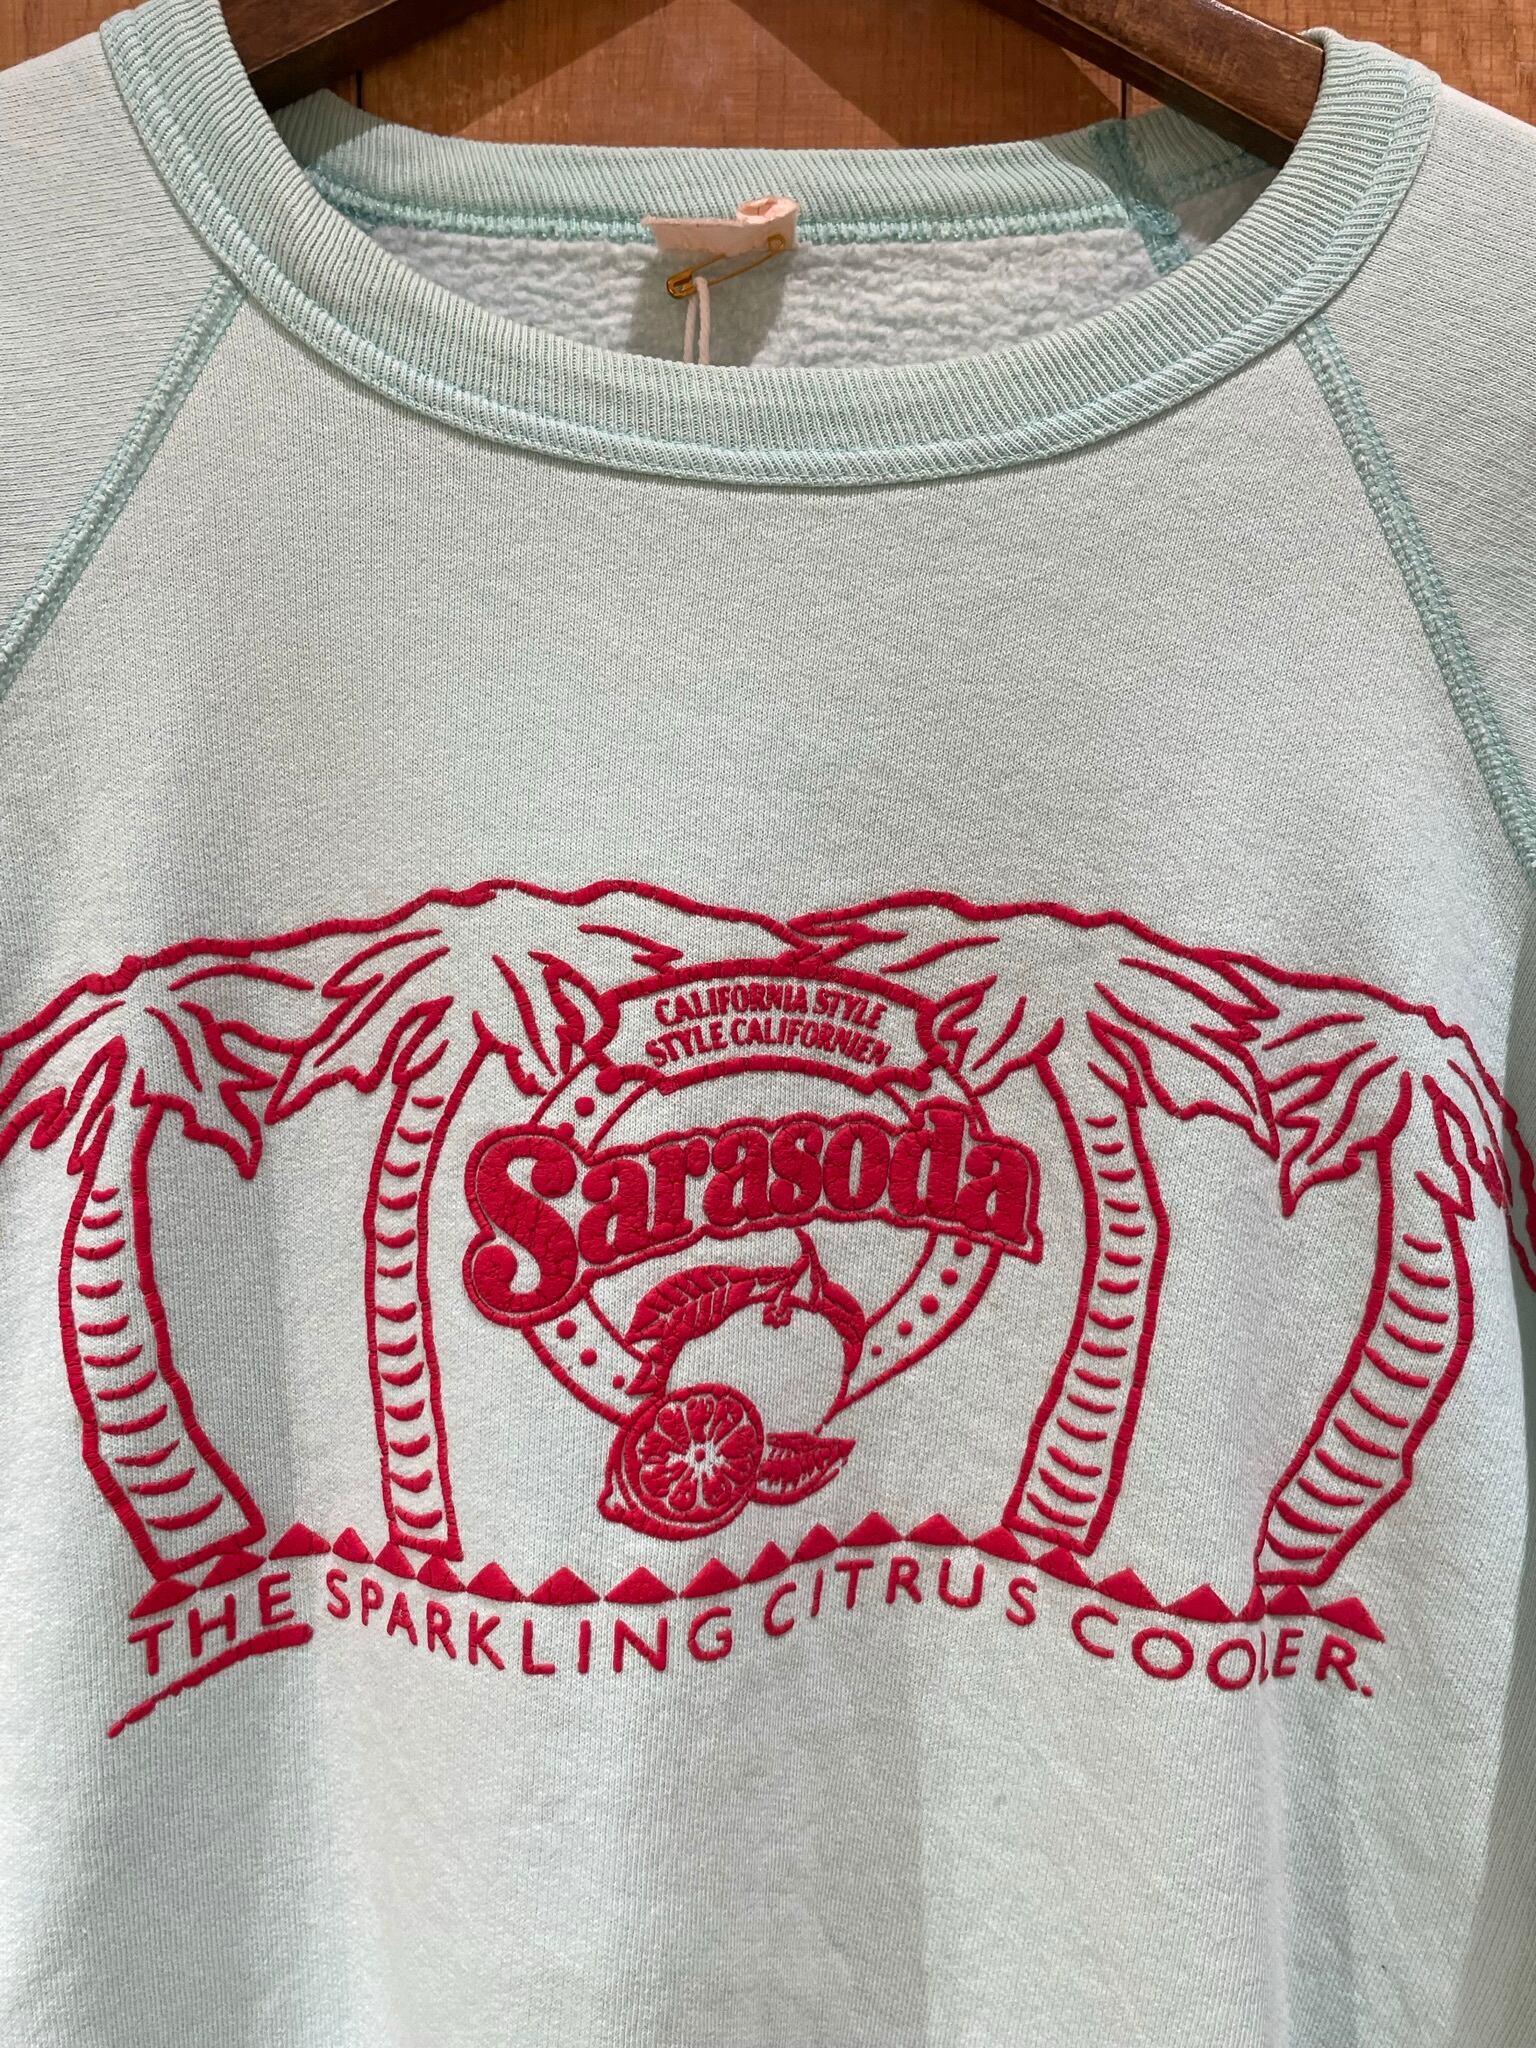 CALIFORNIA STYLE
STYLE CALIFORNIEN
Sarasoda
THE SPARKLING CITRUS COOLER.